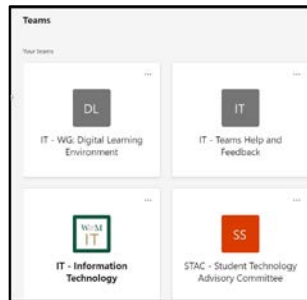 Teams
Your teams
...
...
DL
IT
IT - WG: Digital Learning
Environment
IT - Teams Help and
Feedback
...
...
W&M
IT
SS
IT - Information
Technology
STAC - Student Technology
Advisory Committee